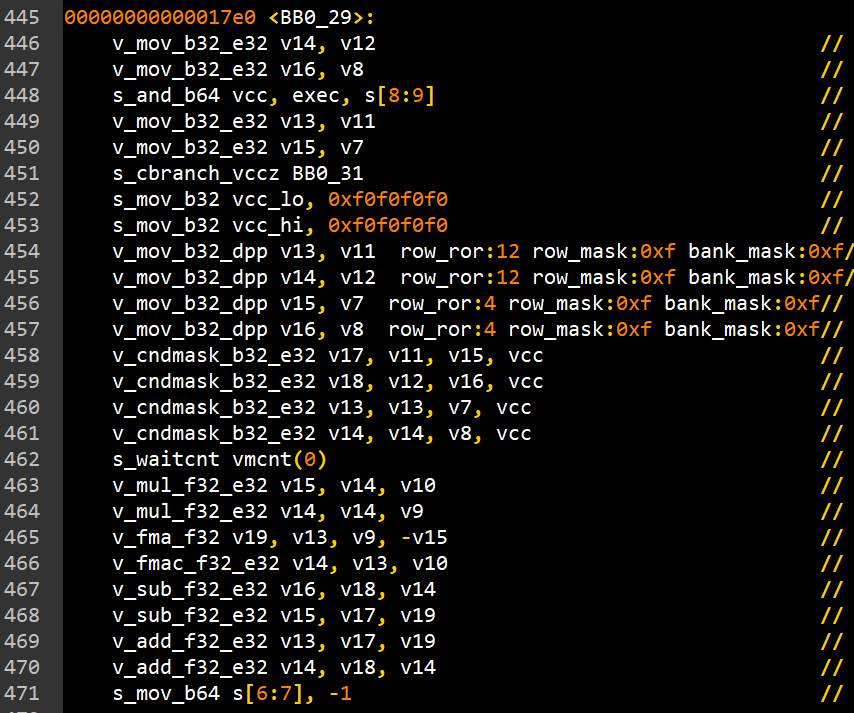 445 00000000000017e0 <BB0_29>:
446 v_mov_b32_e32 v14, v12 //
447 v_mov_b32_e32 v16, v8 //
448 s_and_b64 vcc, exec, s[8:9] //
449 v_mov_b32_e32 v13, v11 //
450 v_mov_b32_e32 v15, v7 //
451 s_cbranch_vccz BB0_31 //
452 s_mov_b32 vcc_lo, 0xf0f0f0f0 //
453 s_mov_b32 vcc_hi, 0xf0f0f0f0 //
454 v_mov_b32_dpp v13, v11  row_ror:12 row_mask:0xf bank_mask:0xf/
455 v_mov_b32_dpp v14, v12  row_ror:12 row_mask:0xf bank_mask:0xf/
456 v_mov_b32_dpp v15, v7  row_ror:4 row_mask:0xf bank_mask:0xf//
457 v_mov_b32_dpp v16, v8  row_ror:4 row_mask:0xf bank_mask:0xf//
458 v_cndmask_b32_e32 v17, v11, v15, vcc //
459 v_cndmask_b32_e32 v18, v12, v16, vcc //
460 v_cndmask_b32_e32 v13, v13, v7, vcc //
461 v_cndmask_b32_e32 v14, v14, v8, vcc //
462 s_waitcnt vmcnt(0) //
463 v_mul_f32_e32 v15, v14, v10 //
464 v_mul_f32_e32 v14, v14, v9 //
465 v_fma_f32 v19, v13, v9, -v15 //
466 v_fmac_f32_e32 v14, v13, v10 //
467 v_sub_f32_e32 v16, v18, v14 //
468 v_sub_f32_e32 v15, v17, v19 //
469 v_add_f32_e32 v13, v17, v19 //
470 v_add_f32_e32 v14, v18, v14 //
471 s_mov_b64 s[6:7], -1 //